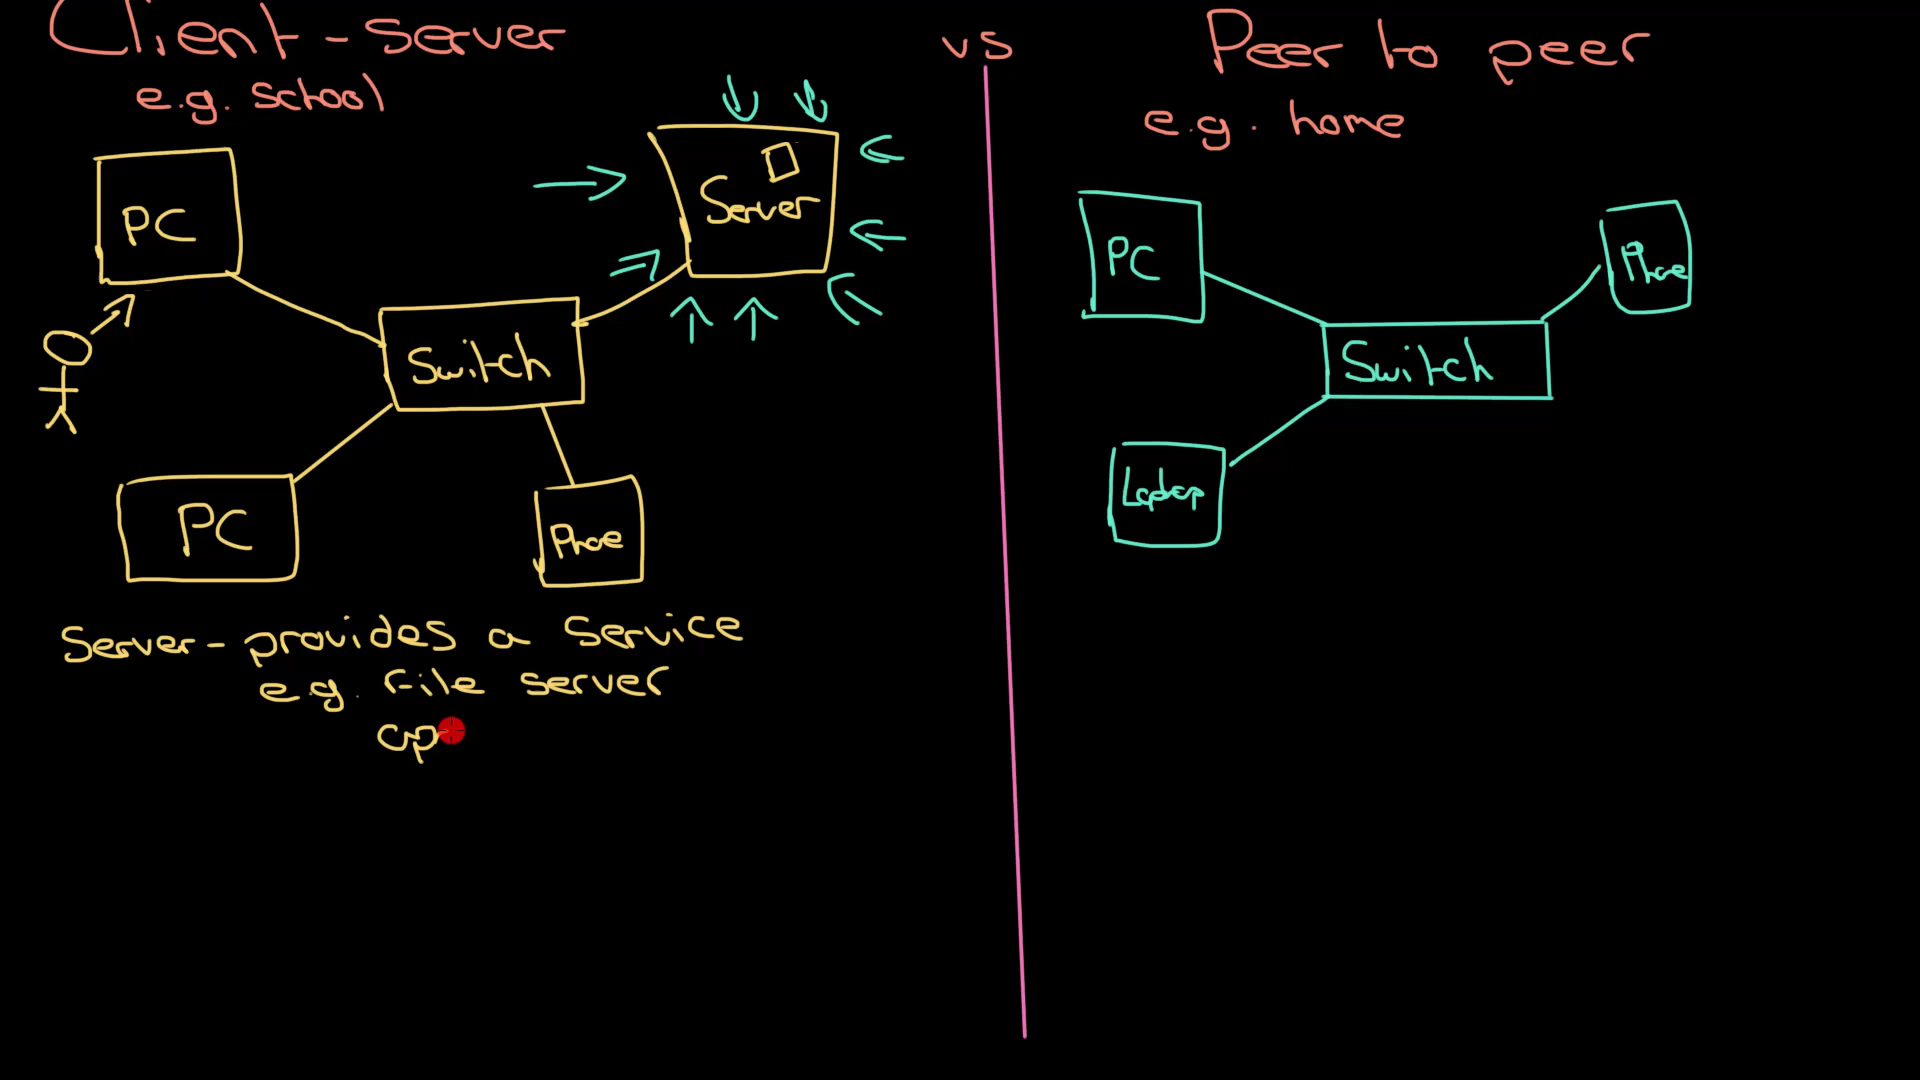 Client - Server
e.g. school
PC
Server
Switch
PC
Phone
Server - provides a service
e.g. file server
ap
vs
Peer to peer
e.g. home
PC
Phone
Switch
Laptop